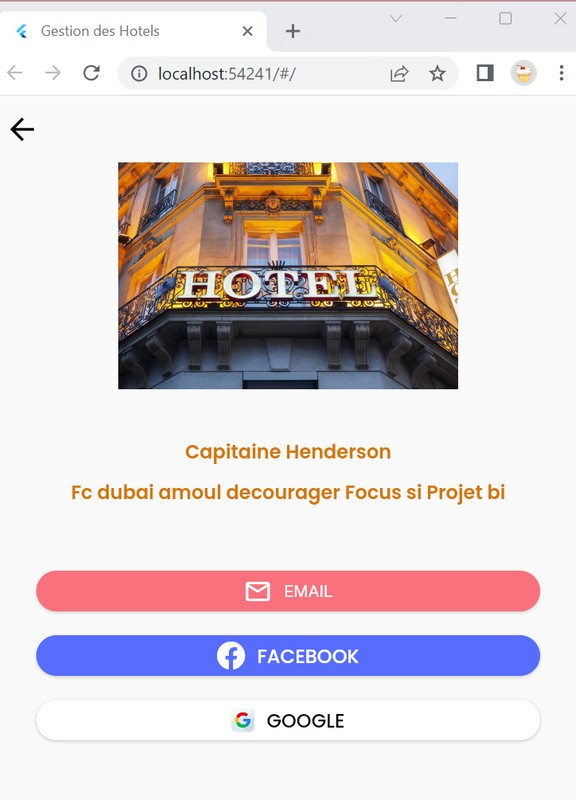 Gestion des Hotels
localhost:54241/#/
HOTEL
Capitaine Henderson
Fc dubai amoul decourager Focus si Projet bi
EMAIL
FACEBOOK
GOOGLE